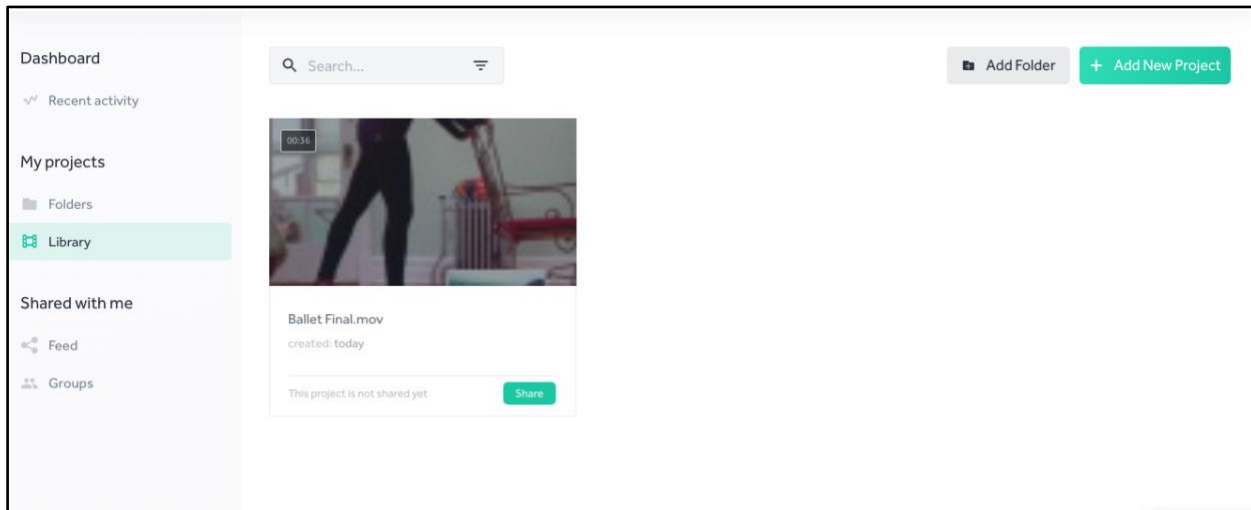 Dashboard
Recent activity
My projects
Folders
Library
Shared with me
Feed
Groups
Search...
Add Folder
+ Add New Project
00:36
Ballet Final.mov
created: today
This project is not shared yet
Share